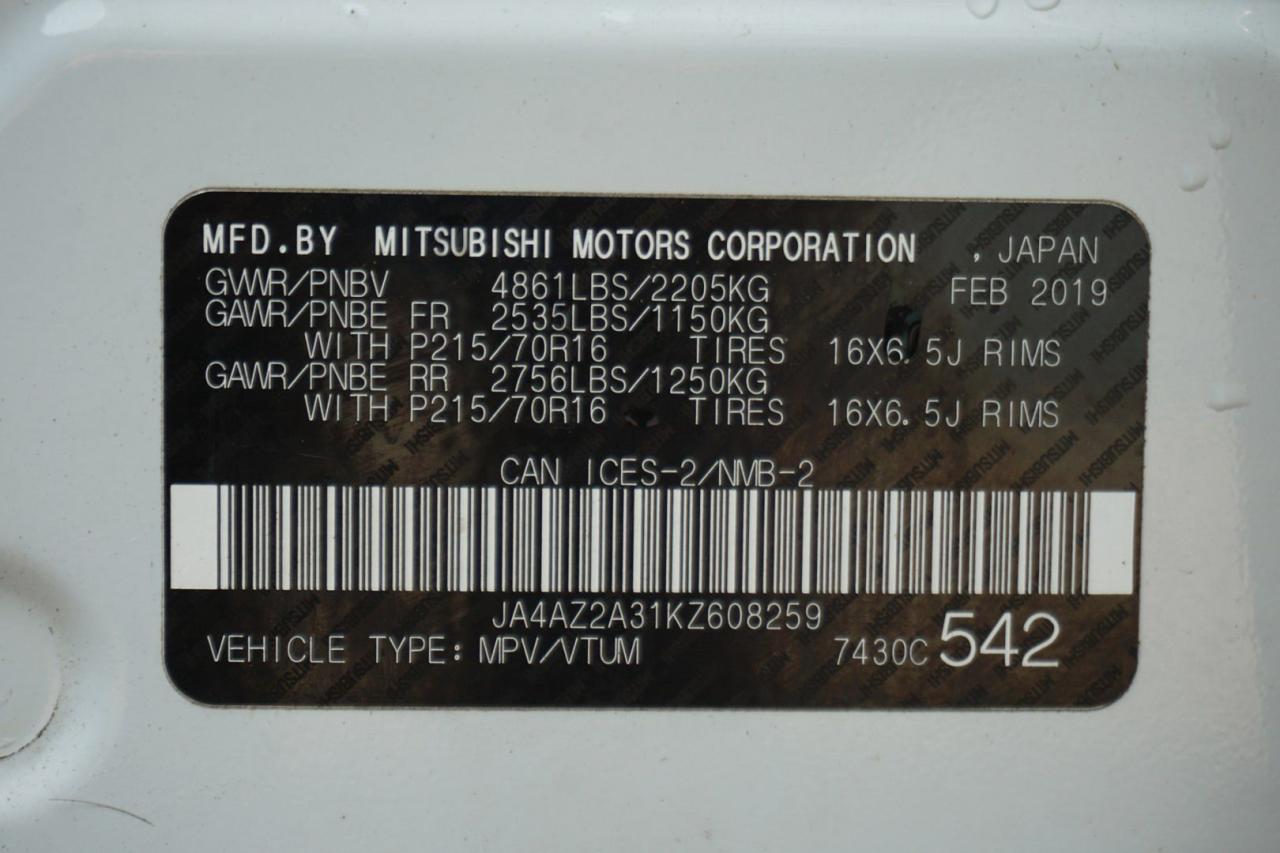 MFD.BY MITSUBISHI MOTORS CORPORATION , JAPAN
GWWR/PNBV 4861LBS/2205KG FEB 2019
GAWR/PNBE FR 2535LBS/1150KG
WITH P215/70R16 TIRES 16X6.5J RIMS
GAWR/PNBE RR 2756LBS/1250KG
WITH P215/70R16 TIRES 16X6.5J RIMS
CAN ICES-2/NMB-2
JA4AZ2A31KZ608259
VEHICLE TYPE: MPV/VTUM 7430C 542